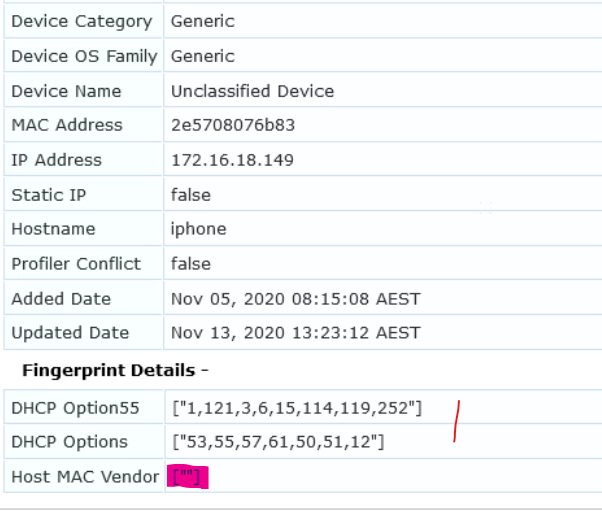 Device Category Generic
Device OS Family Generic
Device Name Unclassified Device
MAC Address 2e5708076b83
IP Address 172.16.18.149
Static IP false
Hostname iphone
Profiler Conflict false
Added Date Nov 05, 2020 08:15:08 AEST
Updated Date Nov 13, 2020 13:23:12 AEST
Fingerprint Details -
DHCP Option55 ["1,121,3,6,15,114,119,252"]
DHCP Options ["53,55,57,61,50,51,12"]
Host MAC Vendor [""]